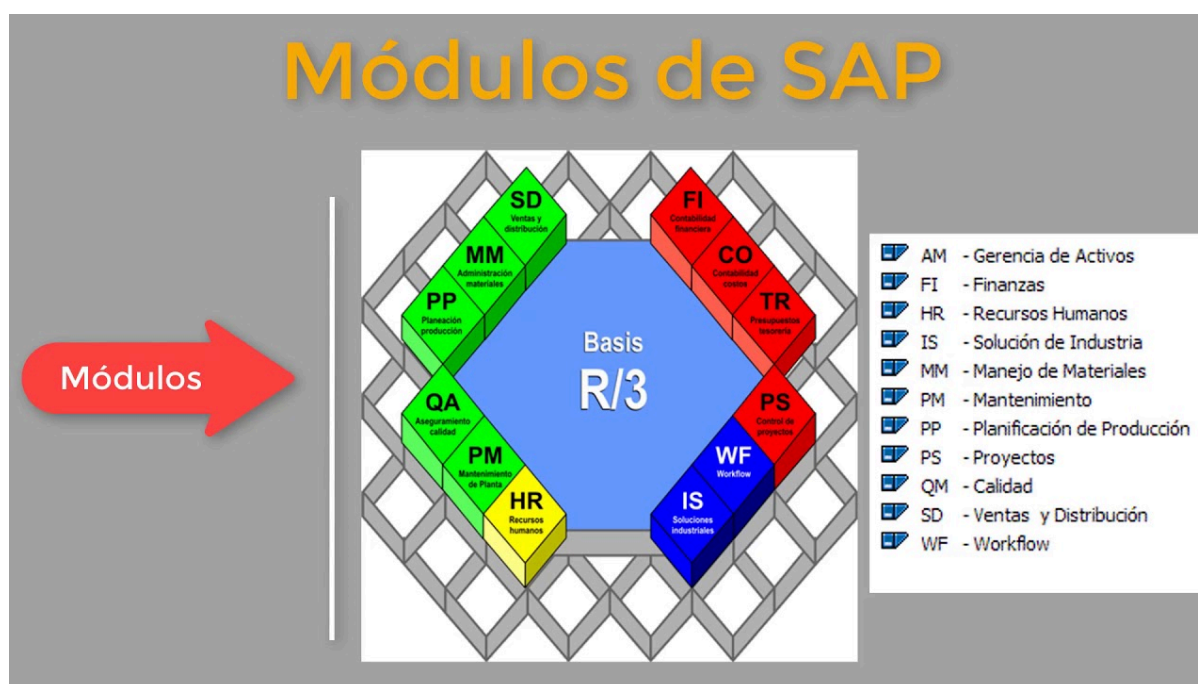 Módulos de SAP
Módulos
SD
Ventas y
distribución
MM
Administración
materiales
PP
Planeación
producción
QA
Aseguramiento
calidad
PM
Mantenimiento
de Planta
HR
Recursos
humanos
Basis
R/3
FI
Contabilidad
financiera
CO
Contabilidad
costos
TR
Presupuestos
tesorería
PS
Control de
proyectos
WF
Workflow
IS
Soluciones
industriales
AM - Gerencia de Activos
FI - Finanzas
HR - Recursos Humanos
IS - Solución de Industria
MM - Manejo de Materiales
PM - Mantenimiento
PP - Planificación de Producción
PS - Proyectos
QM - Calidad
SD - Ventas y Distribución
WF - Workflow